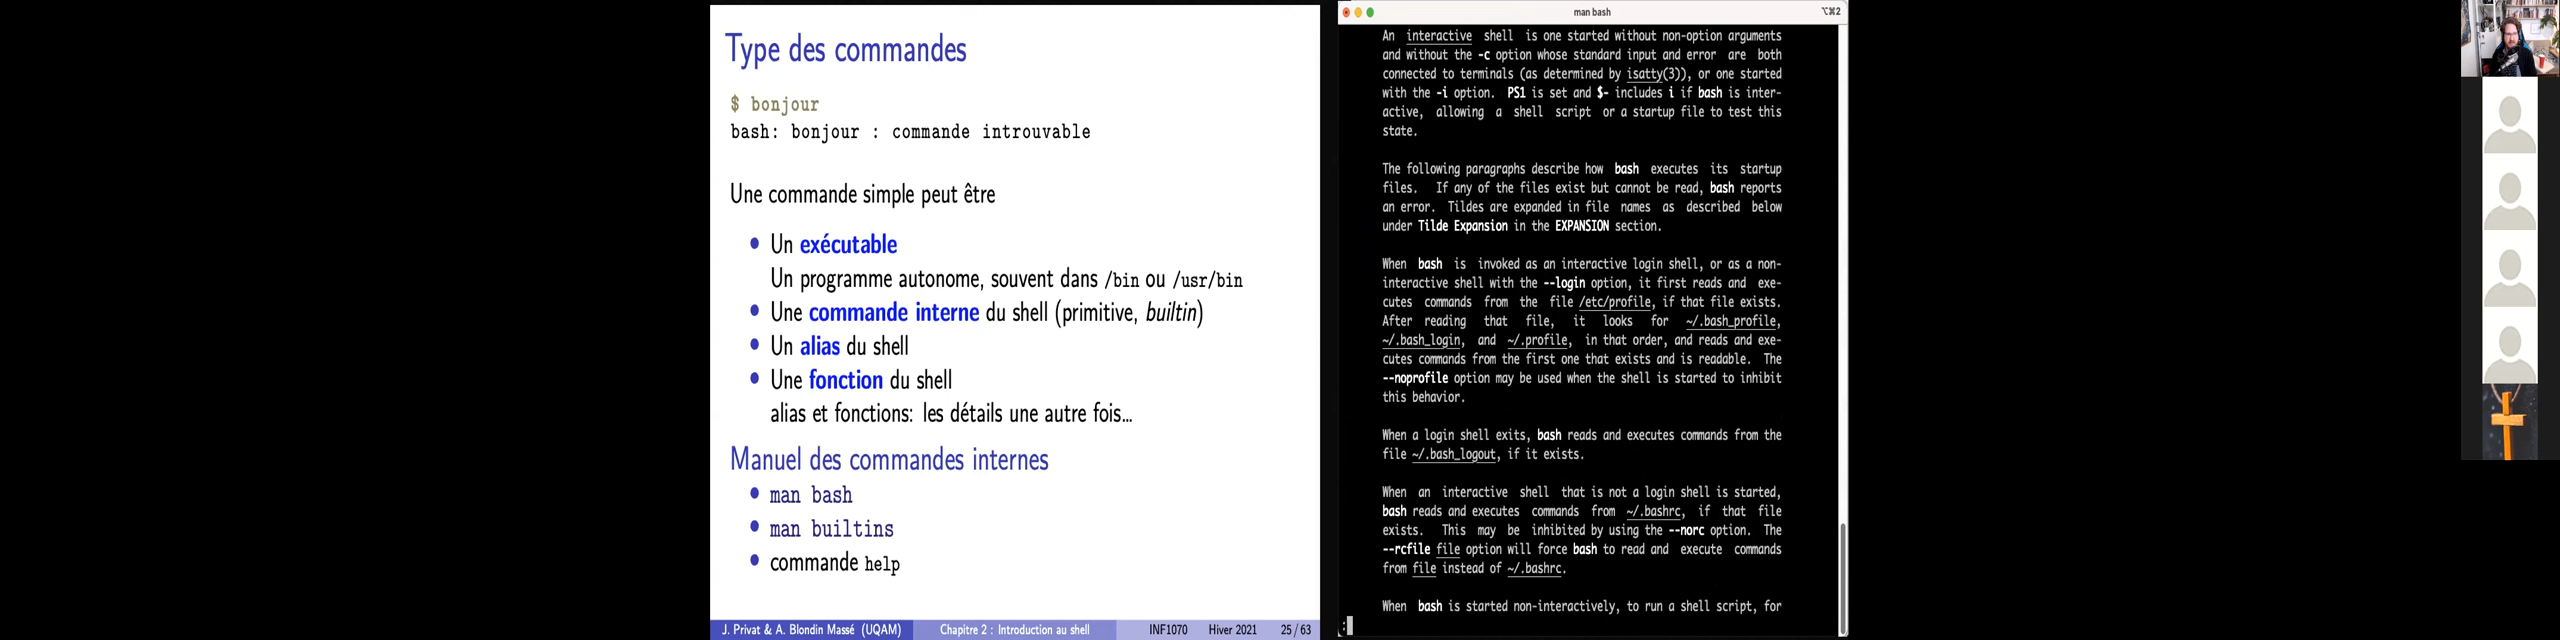 Type des commandes
$ bonjour
bash: bonjour : commande introuvable
Une commande simple peut être
• Un exécutable
Un programme autonome, souvent dans /bin ou /usr/bin
• Une commande interne du shell (primitive, builtin)
• Un alias du shell
• Une fonction du shell
alias et fonctions: les détails une autre fois...
Manuel des commandes internes
• man bash
• man builtins
• commande help
J. Privat & A. Blondin Massé (UQAM) Chapitre 2 : Introduction au shell INF1070 Hiver 2021 25 / 63
man bash ⌥⌘2
An interactive shell is one started without non-option arguments
and without the -c option whose standard input and error are both
connected to terminals (as determined by isatty(3)), or one started
with the -i option. PS1 is set and $- includes i if bash is inter-
active, allowing a shell script or a startup file to test this
state.
The following paragraphs describe how bash executes its startup
files. If any of the files exist but cannot be read, bash reports
an error. Tildes are expanded in file names as described below
under Tilde Expansion in the EXPANSION section.
When bash is invoked as an interactive login shell, or as a non-
interactive shell with the --login option, it first reads and exe-
cutes commands from the file /etc/profile, if that file exists.
After reading that file, it looks for ~/.bash_profile,
~/.bash_login, and ~/.profile, in that order, and reads and exe-
cutes commands from the first one that exists and is readable. The
--noprofile option may be used when the shell is started to inhibit
this behavior.
When a login shell exits, bash reads and executes commands from the
file ~/.bash_logout, if it exists.
When an interactive shell that is not a login shell is started,
bash reads and executes commands from ~/.bashrc, if that file
exists. This may be inhibited by using the --norc option. The
--rcfile file option will force bash to read and execute commands
from file instead of ~/.bashrc.
When bash is started non-interactively, to run a shell script, for
: